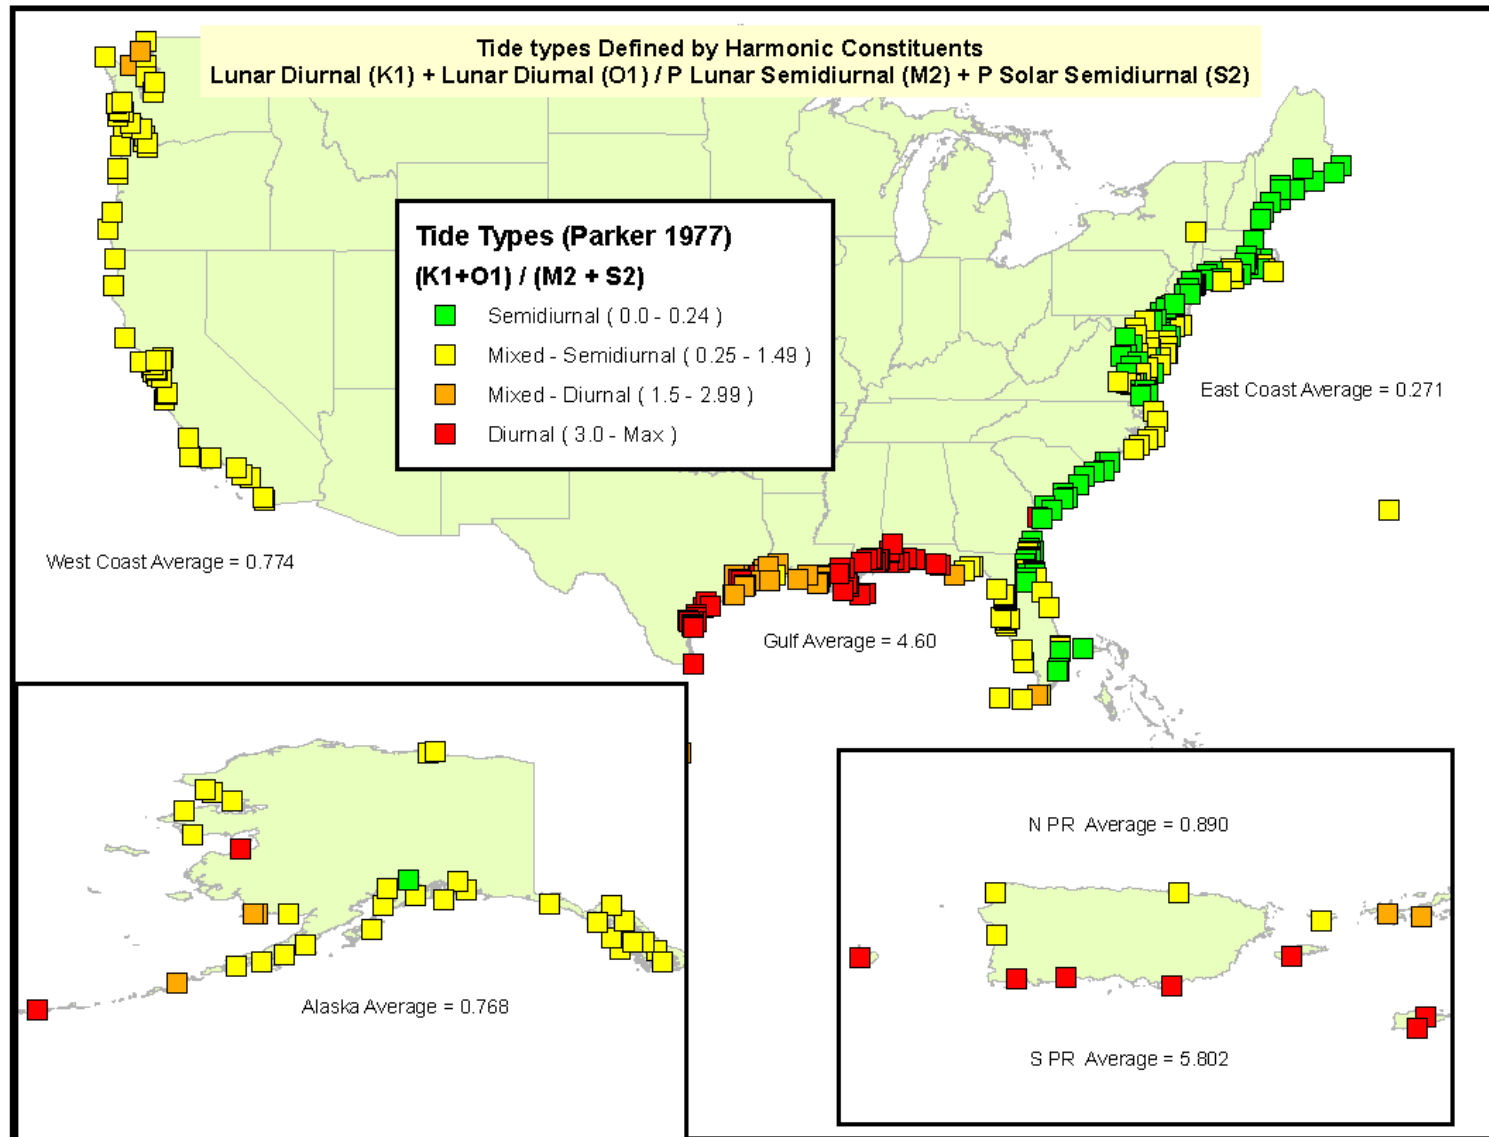 Tide types Defined by Harmonic Constituents
Lunar Diurnal (K1) + Lunar Diurnal (O1) / P Lunar Semidiurnal (M2) + P Solar Semidiurnal (S2)
Tide Types (Parker 1977)
(K1+O1) / (M2 + S2)
Semidiurnal ( 0.0 - 0.24 )
Mixed - Semidiurnal ( 0.25 - 1.49 )
Mixed - Diurnal ( 1.5 - 2.99 )
Diurnal ( 3.0 - Max )
East Coast Average = 0.271
West Coast Average = 0.774
Gulf Average = 4.60
N PR Average = 0.890
Alaska Average = 0.768
S PR Average = 5.802